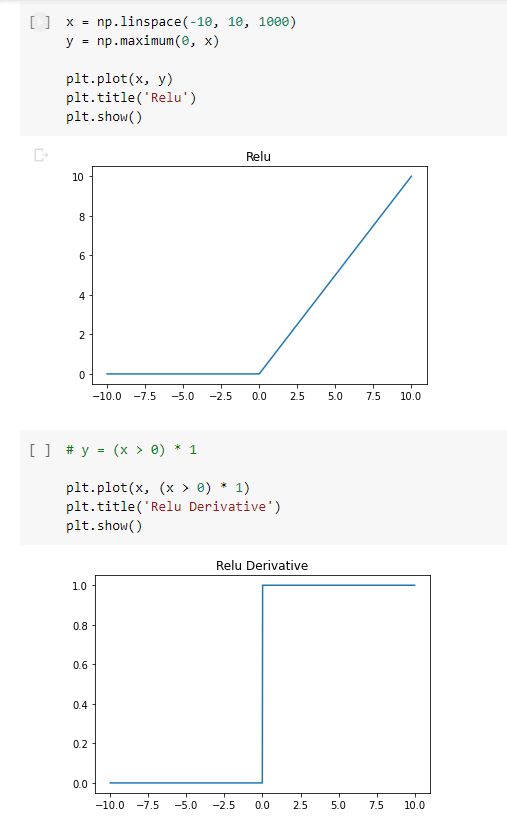 [ ] x = np.linspace(-10, 10, 1000)
y = np.maximum(0, x)
plt.plot(x, y)
plt.title('Relu')
plt.show()
Relu
10
8
6
4
2
0
−10.0 −7.5 −5.0 −2.5 0.0 2.5 5.0 7.5 10.0
[ ] # y = (x > 0) * 1
plt.plot(x, (x > 0) * 1)
plt.title('Relu Derivative')
plt.show()
Relu Derivative
1.0
0.8
0.6
0.4
0.2
0.0
−10.0 −7.5 −5.0 −2.5 0.0 2.5 5.0 7.5 10.0